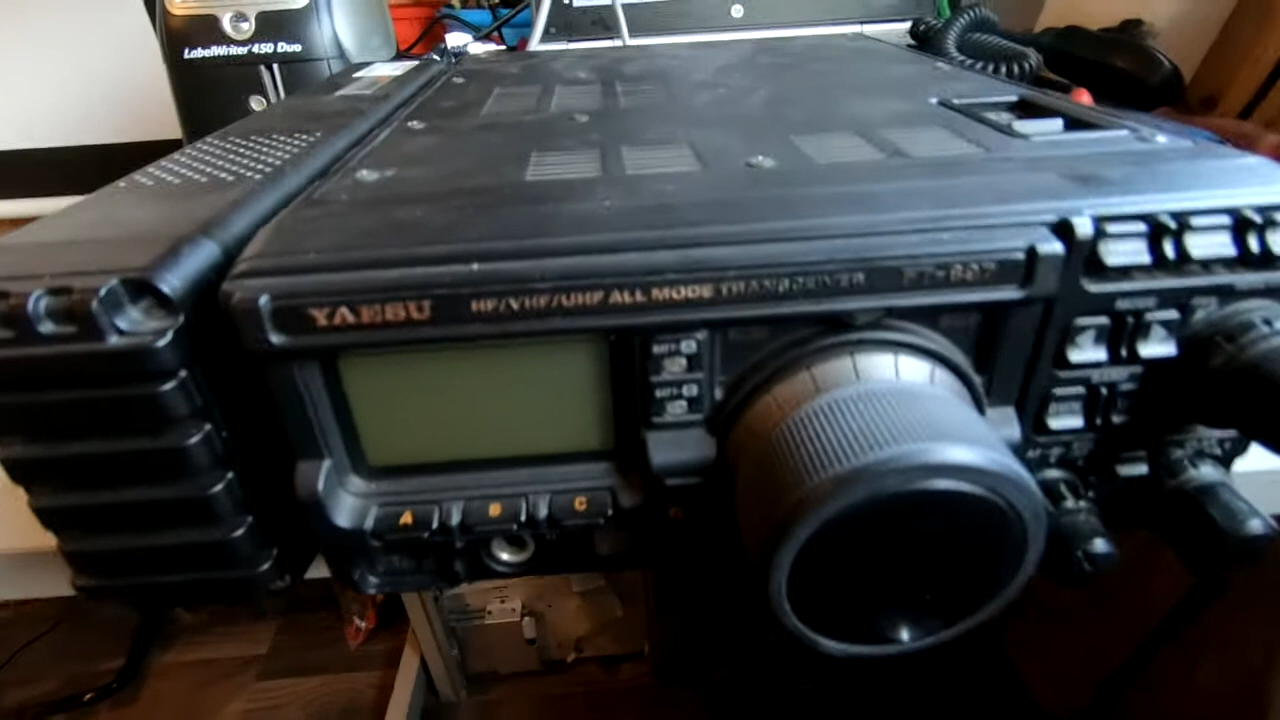 LabelWriter 450 Duo
YAESU HF/VHF/UHF ALL MODE TRANSCEIVER FT-897
A B C